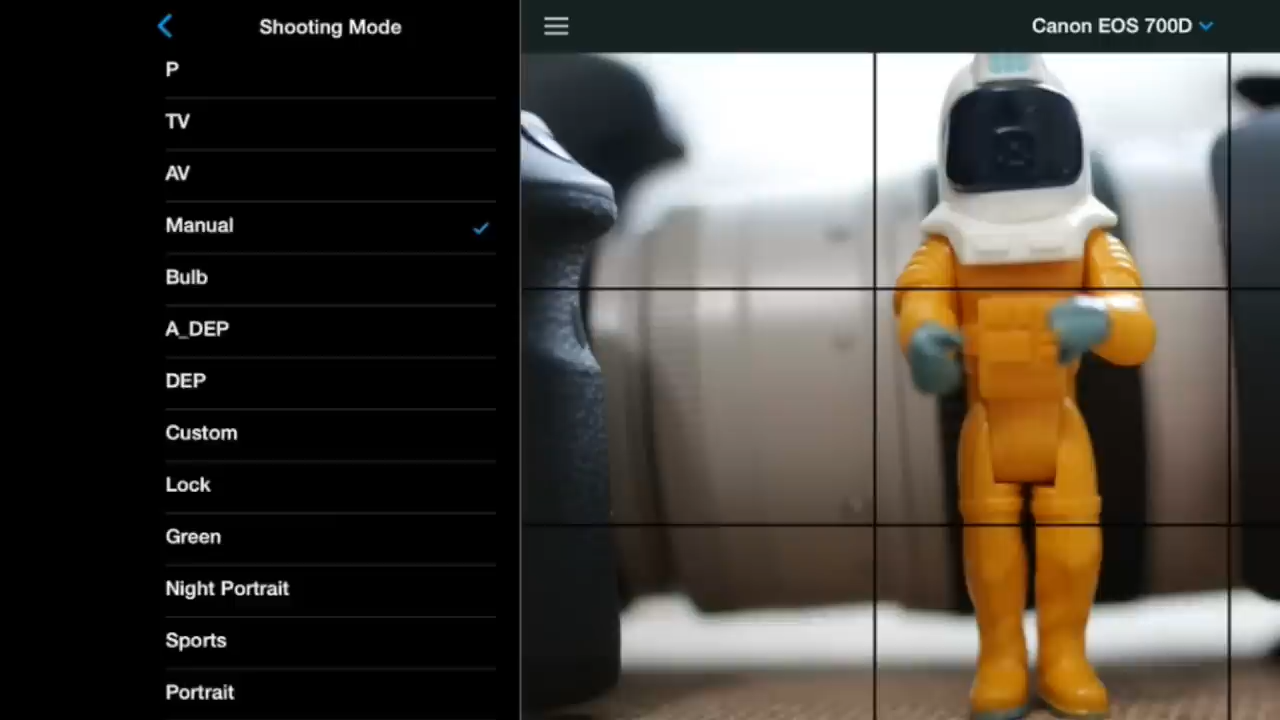 Shooting Mode
Canon EOS 700D
P
TV
AV
Manual
Bulb
A_DEP
DEP
Custom
Lock
Green
Night Portrait
Sports
Portrait